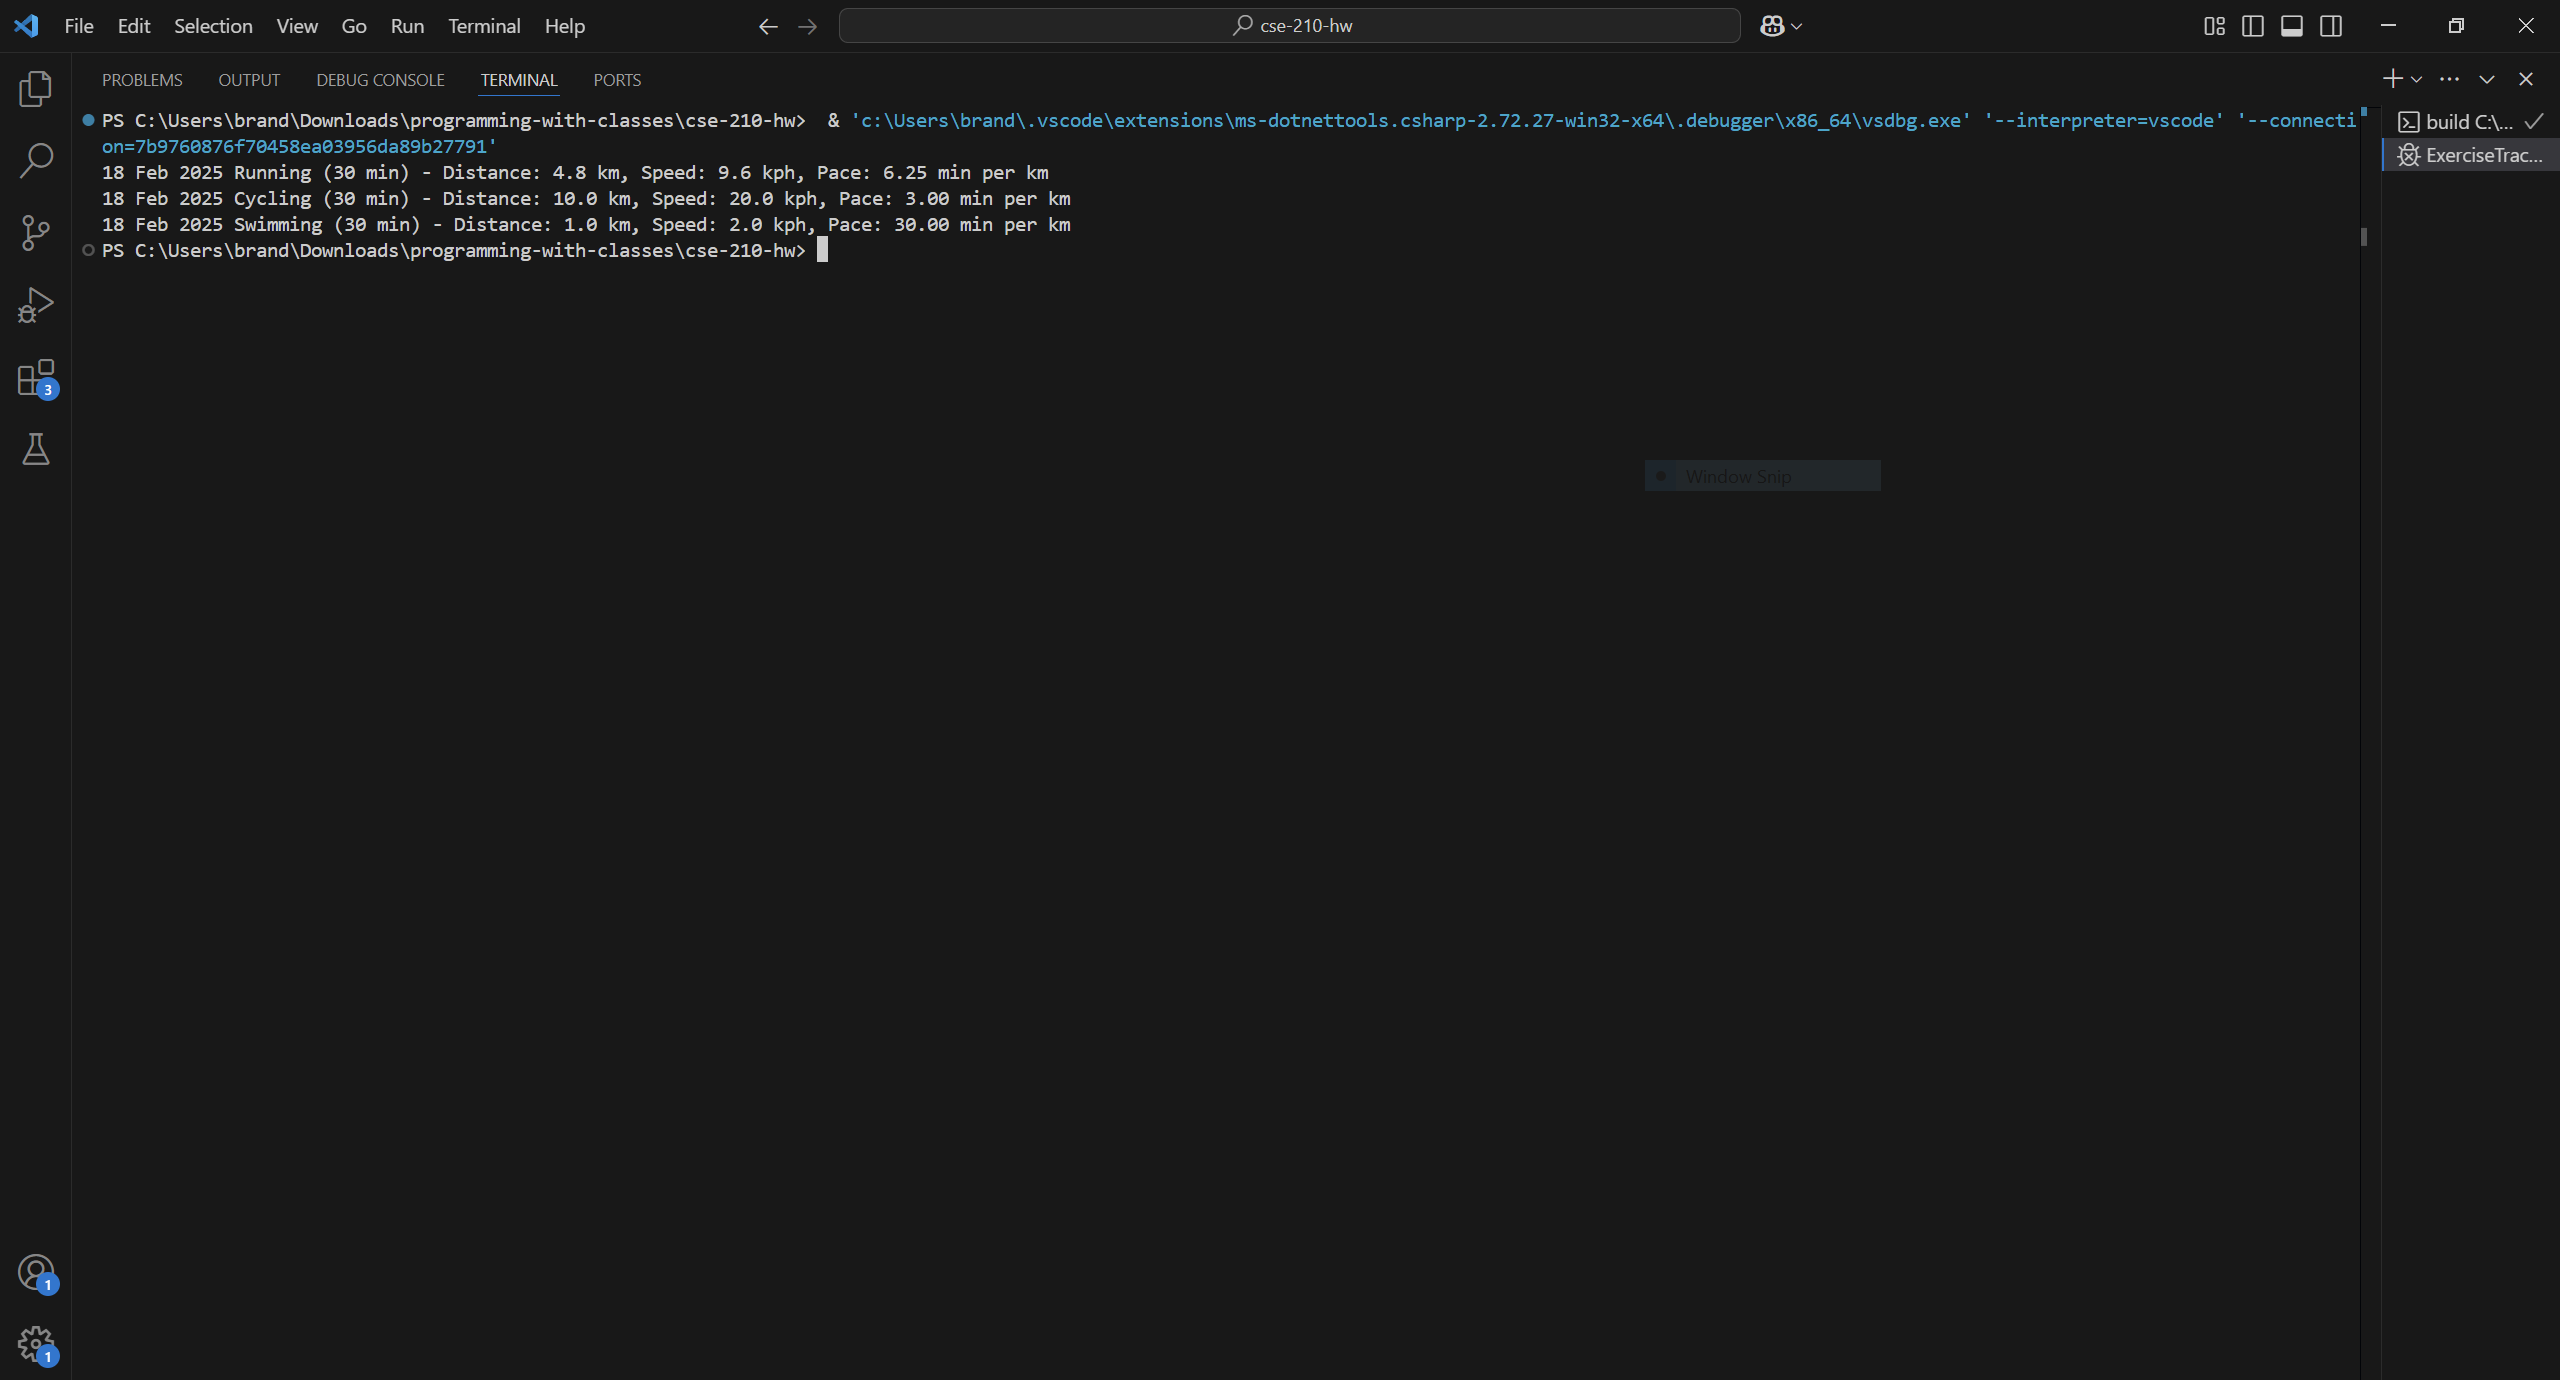 File Edit Selection View Go Run Terminal Help
cse-210-hw
PROBLEMS OUTPUT DEBUG CONSOLE TERMINAL PORTS
PS C:\Users\brand\Downloads\programming-with-classes\cse-210-hw>  & 'c:\Users\brand\.vscode\extensions\ms-dotnettools.csharp-2.72.27-win32-x64\.debugger\x86_64\vsdbg.exe' '--interpreter=vscode' '--connecti
on=7b9760876f70458ea03956da89b27791'
18 Feb 2025 Running (30 min) - Distance: 4.8 km, Speed: 9.6 kph, Pace: 6.25 min per km
18 Feb 2025 Cycling (30 min) - Distance: 10.0 km, Speed: 20.0 kph, Pace: 3.00 min per km
18 Feb 2025 Swimming (30 min) - Distance: 1.0 km, Speed: 2.0 kph, Pace: 30.00 min per km
PS C:\Users\brand\Downloads\programming-with-classes\cse-210-hw>
build C:\...
ExerciseTrac...
3
Window Snip
1
1